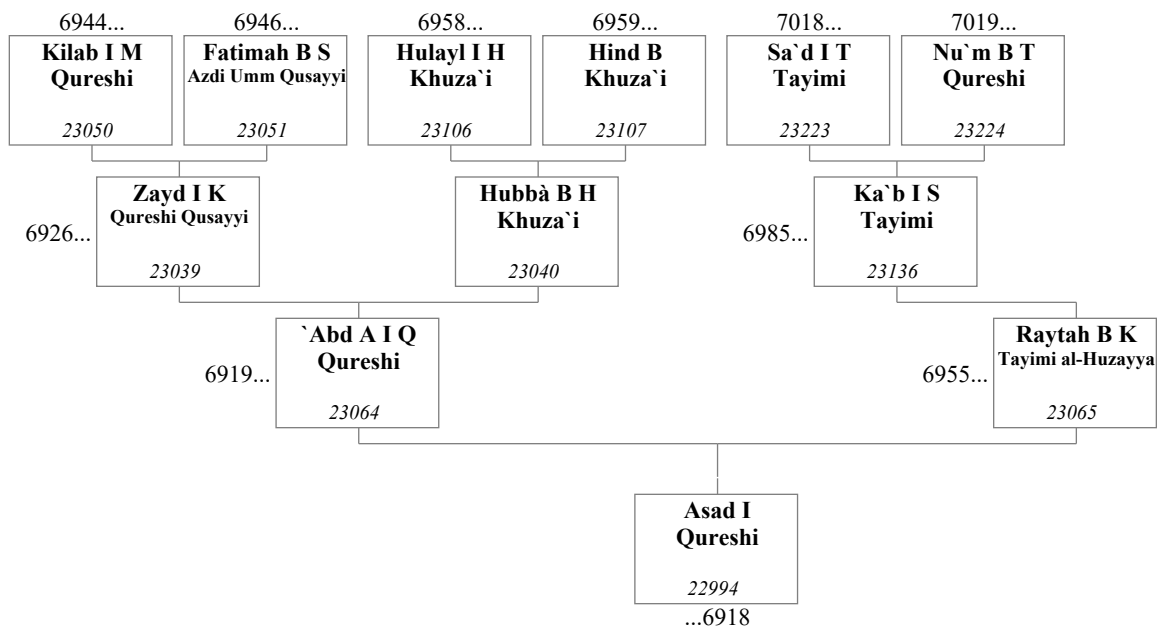 6944... 6946... 6958... 6959... 7018... 7019...
Kilab I M
Qureshi
23050
Fatimah B S
Azdi Umm Qusayyi
23051
Hulayl I H
Khuza`i
23106
Hind B
Khuza`i
23107
Sa`d I T
Tayimi
23223
Nu`m B T
Qureshi
23224
6926...
Zayd I K
Qureshi Qusayyi
23039
Hubbà B H
Khuza`i
23040
6985...
Ka`b I S
Tayimi
23136
6919...
`Abd A I Q
Qureshi
23064
6955...
Raytah B K
Tayimi al-Huzayya
23065
Asad I
Qureshi
22994
...6918